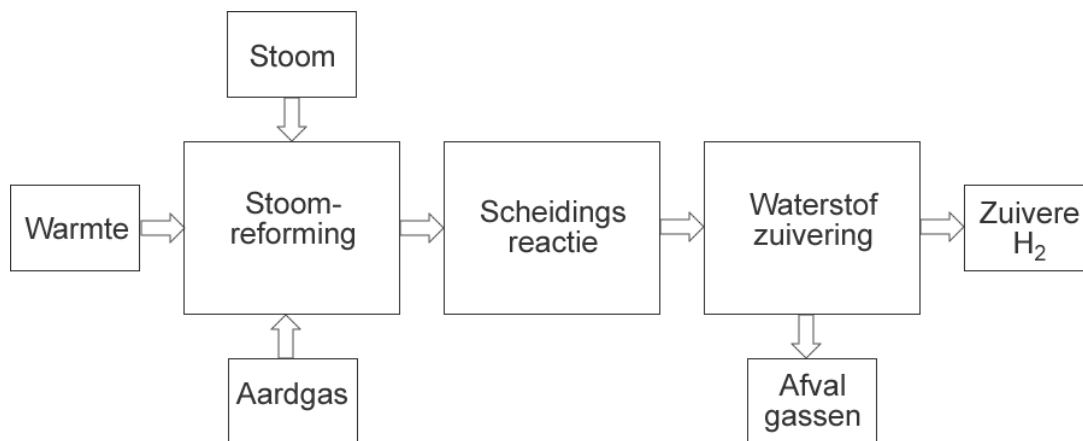 Stoom
Warmte
Stoom-
reforming
Scheidings
reactie
Waterstof
zuivering
Zuivere
H₂
Aardgas
Afval
gassen